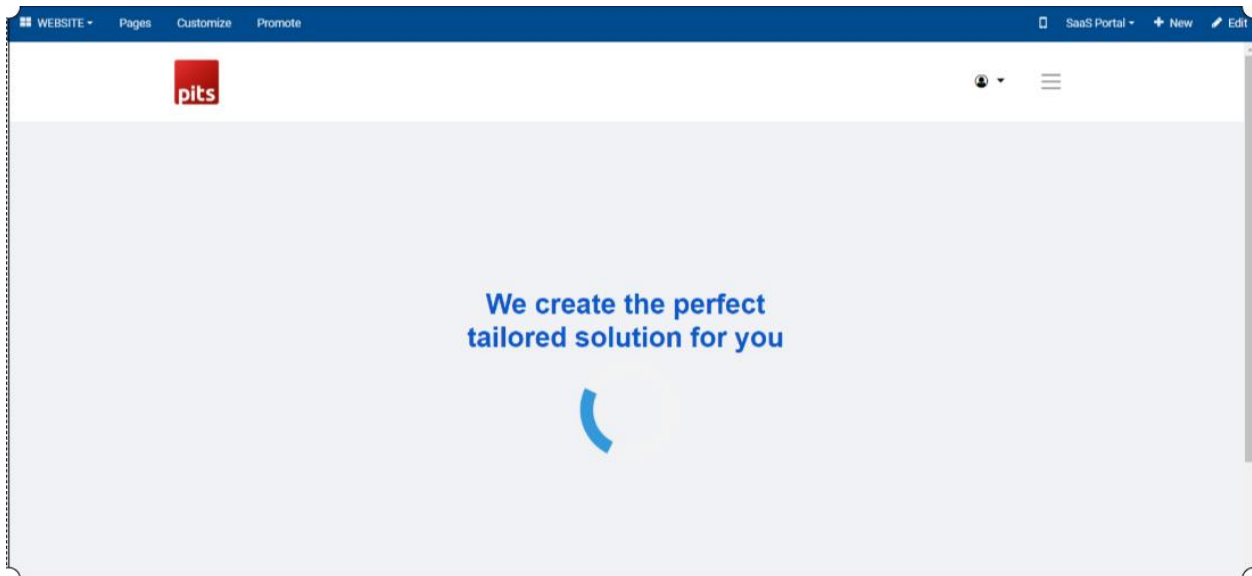 WEBSITE Pages Customize Promote SaaS Portal New Edit
pits
We create the perfect
tailored solution for you